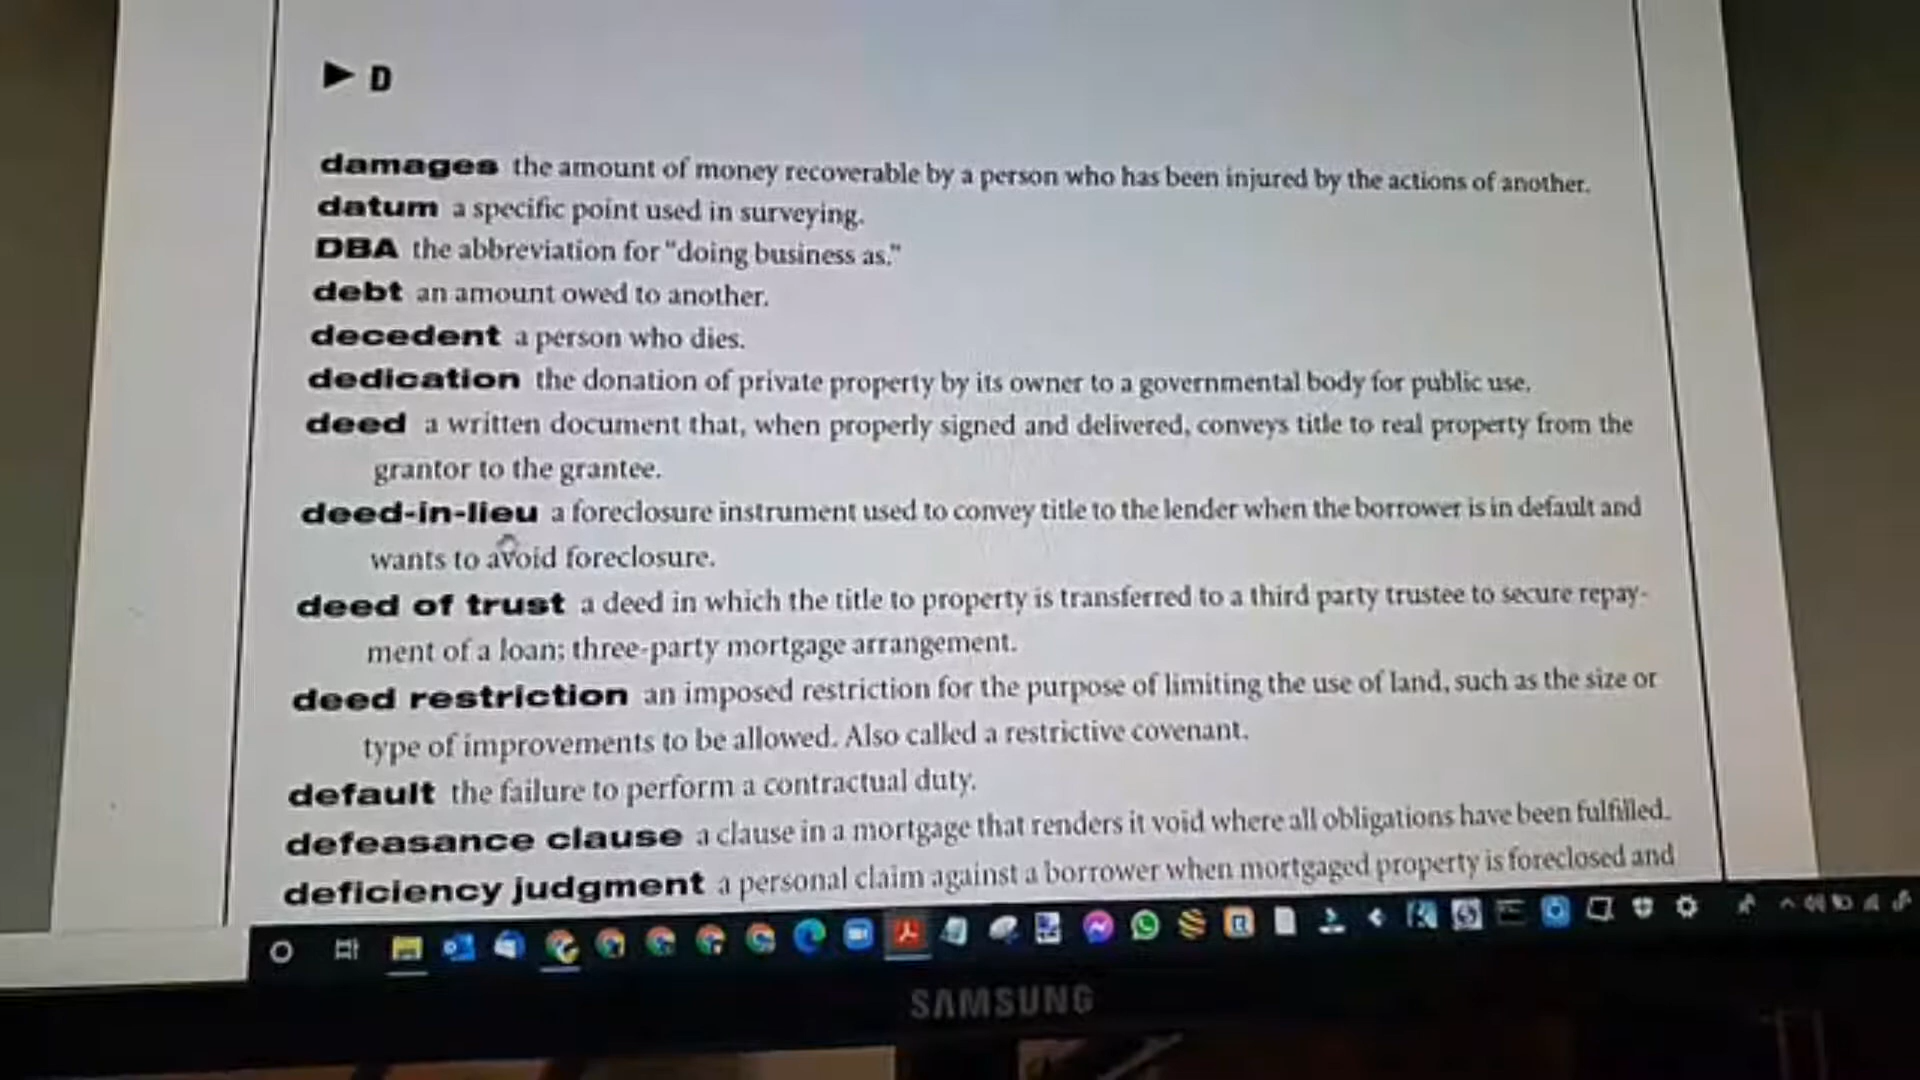 ▶ D
damages the amount of money recoverable by a person who has been injured by the actions of another.
datum a specific point used in surveying.
DBA the abbreviation for "doing business as."
debt an amount owed to another.
decedent a person who dies.
dedication the donation of private property by its owner to a governmental body for public use.
deed a written document that, when properly signed and delivered, conveys title to real property from the
grantor to the grantee.
deed-in-lieu a foreclosure instrument used to convey title to the lender when the borrower is in default and
wants to avoid foreclosure.
deed of trust a deed in which the title to property is transferred to a third party trustee to secure repay-
ment of a loan; three-party mortgage arrangement.
deed restriction an imposed restriction for the purpose of limiting the use of land, such as the size or
type of improvements to be allowed. Also called a restrictive covenant.
default the failure to perform a contractual duty.
defeasance clause a clause in a mortgage that renders it void where all obligations have been fulfilled.
deficiency judgment a personal claim against a borrower when mortgaged property is foreclosed and
SAMSUNG